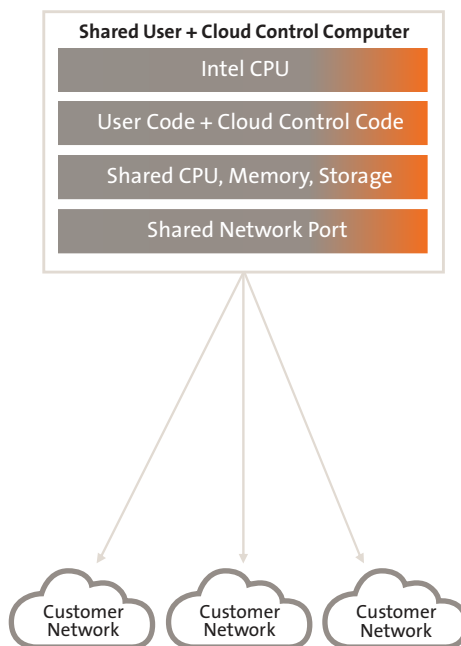 Shared User + Cloud Control Computer
Intel CPU
User Code + Cloud Control Code
Shared CPU, Memory, Storage
Shared Network Port
Customer
Network
Customer
Network
Customer
Network